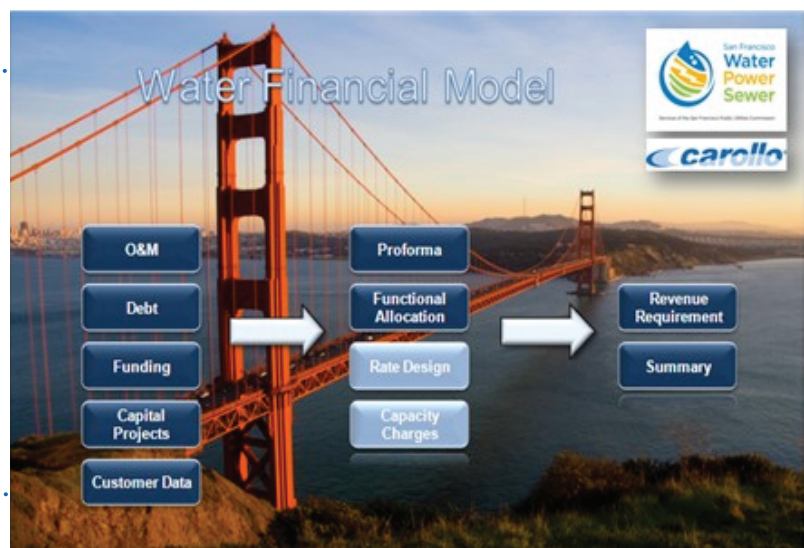 Water Financial Model
San Francisco
Water
Power
Sewer
Services of the San Francisco Public Utilities Commission
carollo
O&M
Debt
Funding
Capital
Projects
Customer Data
Proforma
Functional
Allocation
Rate Design
Capacity
Charges
Revenue
Requirement
Summary